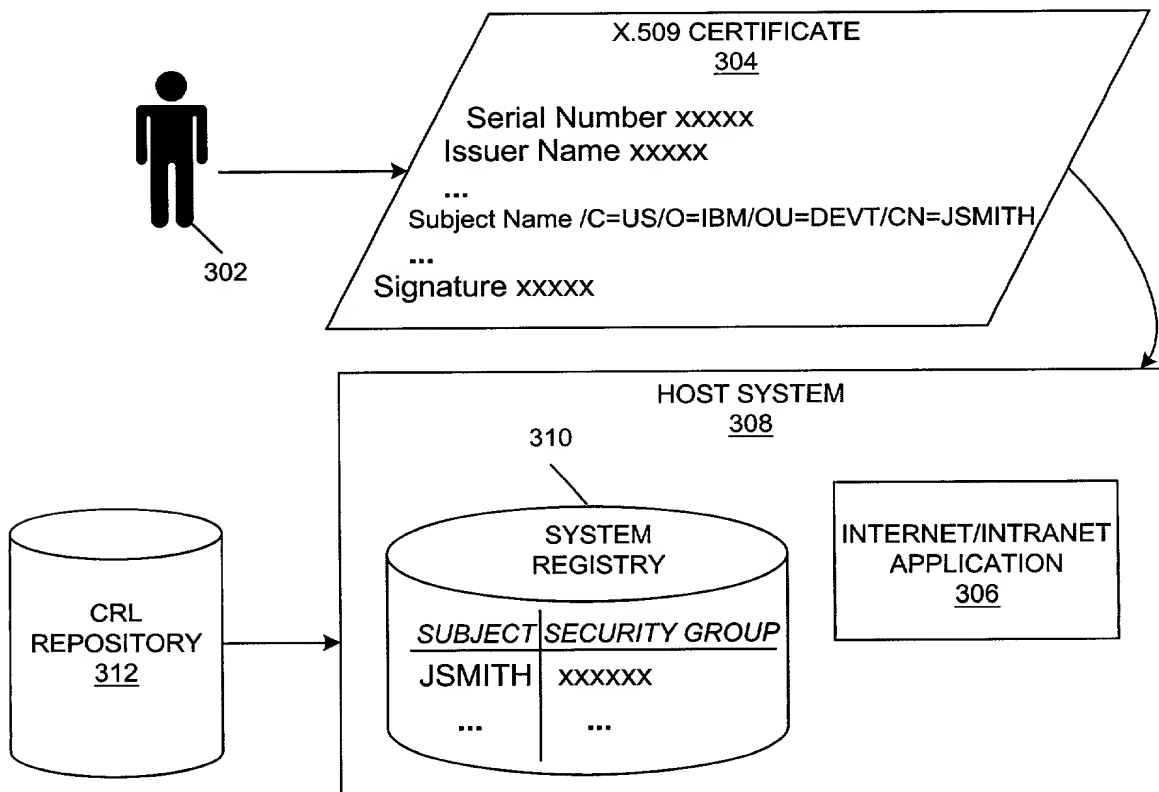 X.509 CERTIFICATE
304
Serial Number xxxxx
Issuer Name xxxxx
...
Subject Name /C=US/O=IBM/OU=DEVT/CN=JSMITH
...
Signature xxxxx
302
HOST SYSTEM
308
310
SYSTEM
REGISTRY
SUBJECT SECURITY GROUP
JSMITH xxxxxx
... ...
INTERNET/INTRANET
APPLICATION
306
CRL
REPOSITORY
312